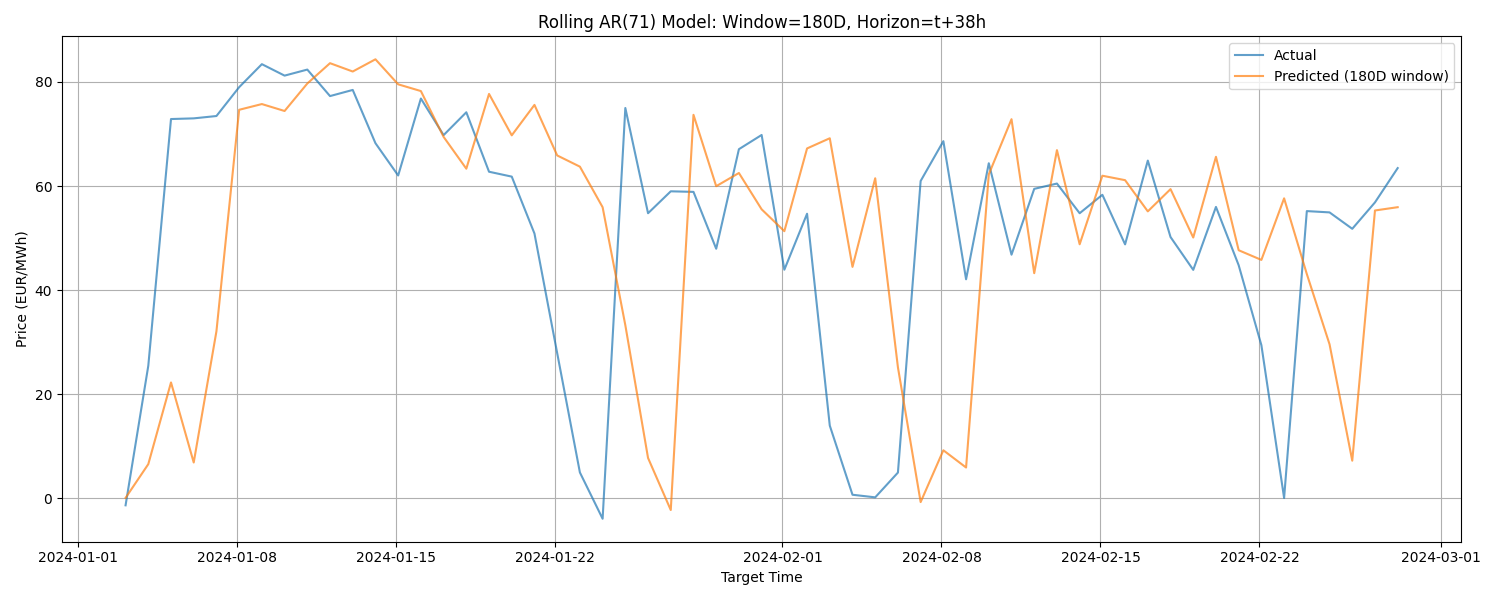 Rolling AR(71) Model: Window=180D, Horizon=t+38h
Actual
Predicted (180D window)
Price (EUR/MWh)
80
60
40
20
0
2024-01-01
2024-01-08
2024-01-15
2024-01-22
2024-02-01
2024-02-08
2024-02-15
2024-02-22
2024-03-01
Target Time